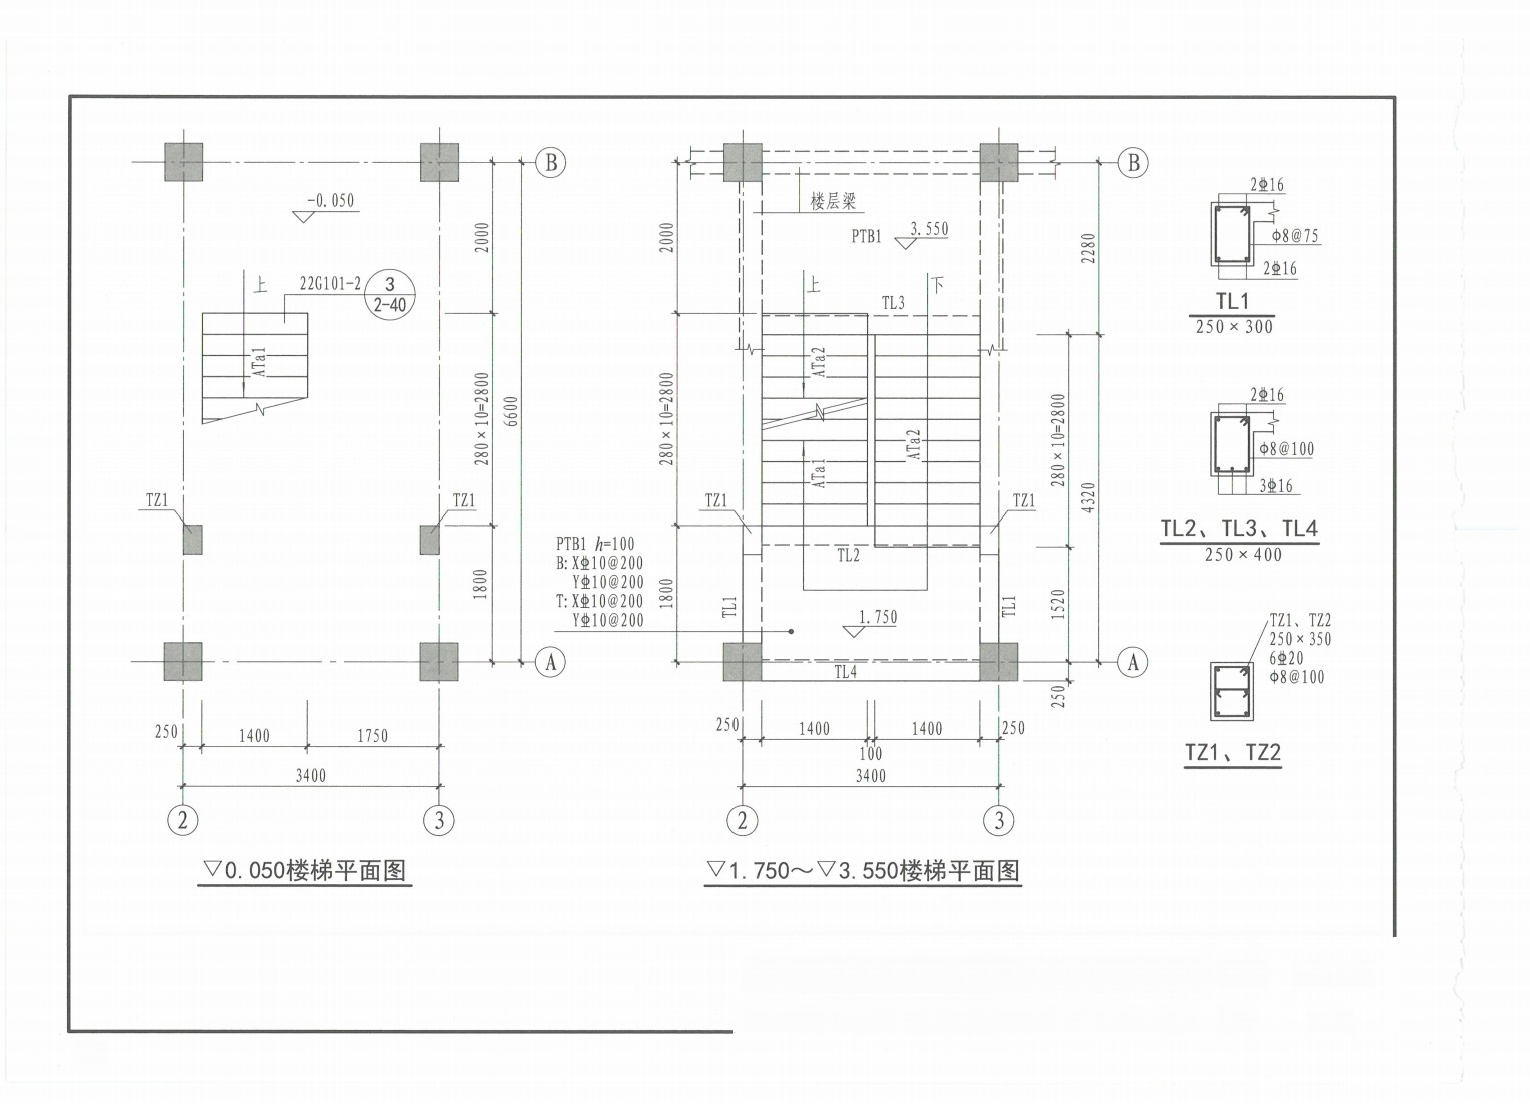 B
-0.050
2000
上
22G101-2
3
2-40
ATa1
280×10=2800
6600
TZ1
TZ1
1800
A
250
1400
1750
3400
2
3
▽0.050楼梯平面图
B
楼层梁
PTB1
3.550
2000
2280
上
下
TL3
ATa2
280×10=2800
ATa2
ATa1
280×10=2800
4320
TZ1
TZ1
PTB1 h=100
B:XΦ10@200
YΦ10@200
T:XΦ10@200
YΦ10@200
TL2
1800
TL1
TL1
1520
1.750
A
TL4
250
250
1400
1400
250
100
3400
2
3
▽1.750～▽3.550楼梯平面图
2Φ16
Φ8@75
2Φ16
TL1
250×300
2Φ16
Φ8@100
3Φ16
TL2、TL3、TL4
250×400
TZ1、TZ2
250×350
6Φ20
Φ8@100
TZ1、TZ2